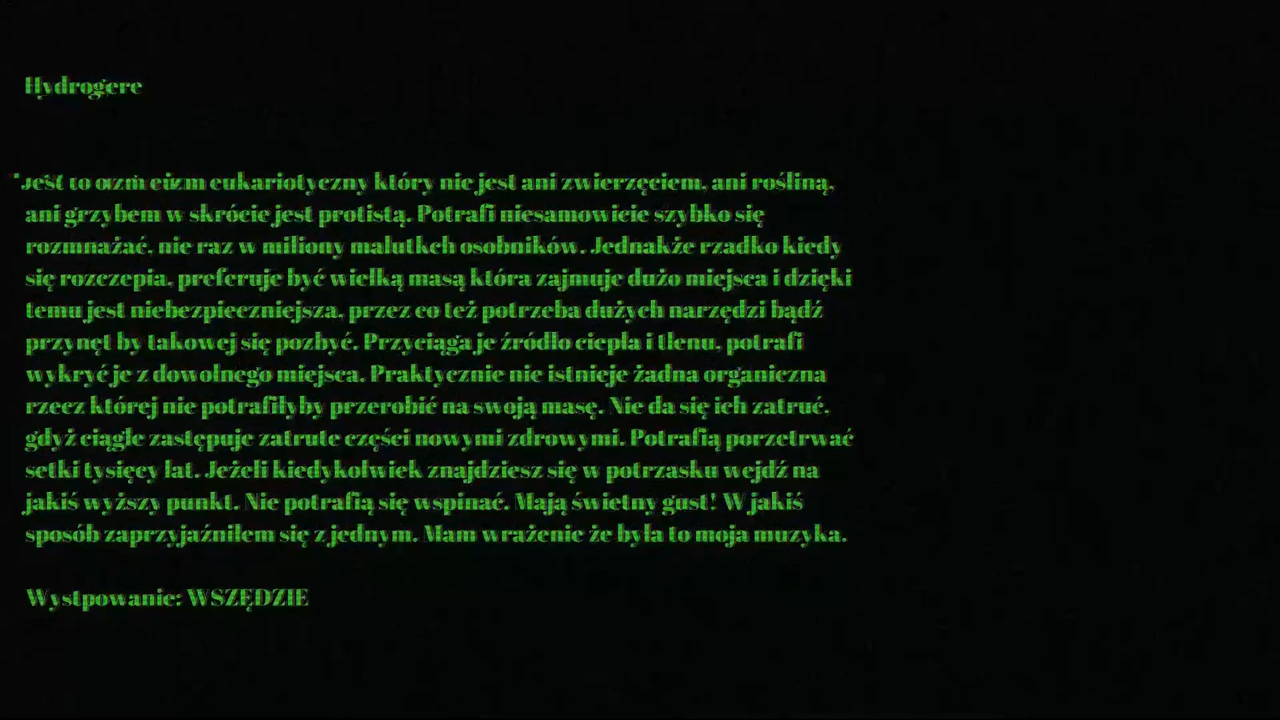 Hydrogere
Jest to eukariotyczny który nie jest ani zwierzęciem, ani rośliną,
ani grzybem w skrócie jest protistą. Potrafi niesamowicie szybko się
rozmnażać, nie raz w miliony malutkch osobników. Jednakże rzadko kiedy
się rozczepia, preferuje być wielką masą która zajmuje dużo miejsca i dzięki
temu jest niebezpieczniejsza, przez co też potrzeba dużych narzędzi bądź
przynęt by takowej się pozbyć. Przyciąga je źródło ciepła i tlenu, potrafi
wykryć je z dowolnego miejsca. Praktycznie nie istnieje żadna organiczna
rzecz której nie potrafiłyby przerobić na swoją masę. Nie da się ich zatruć,
gdyż ciągle zastępuje zatrute części nowymi zdrowymi. Potrafią porzetrwać
setki tysięcy lat. Jeżeli kiedykolwiek znajdziesz się w potrzasku wejdź na
jakiś wyższy punkt. Nie potrafią się wspinać. Mają świetny gust! W jakiś
sposób zaprzyjaźniłem się z jednym. Mam wrażenie że była to moja muzyka.
Wystpowanie: WSZĘDZIE